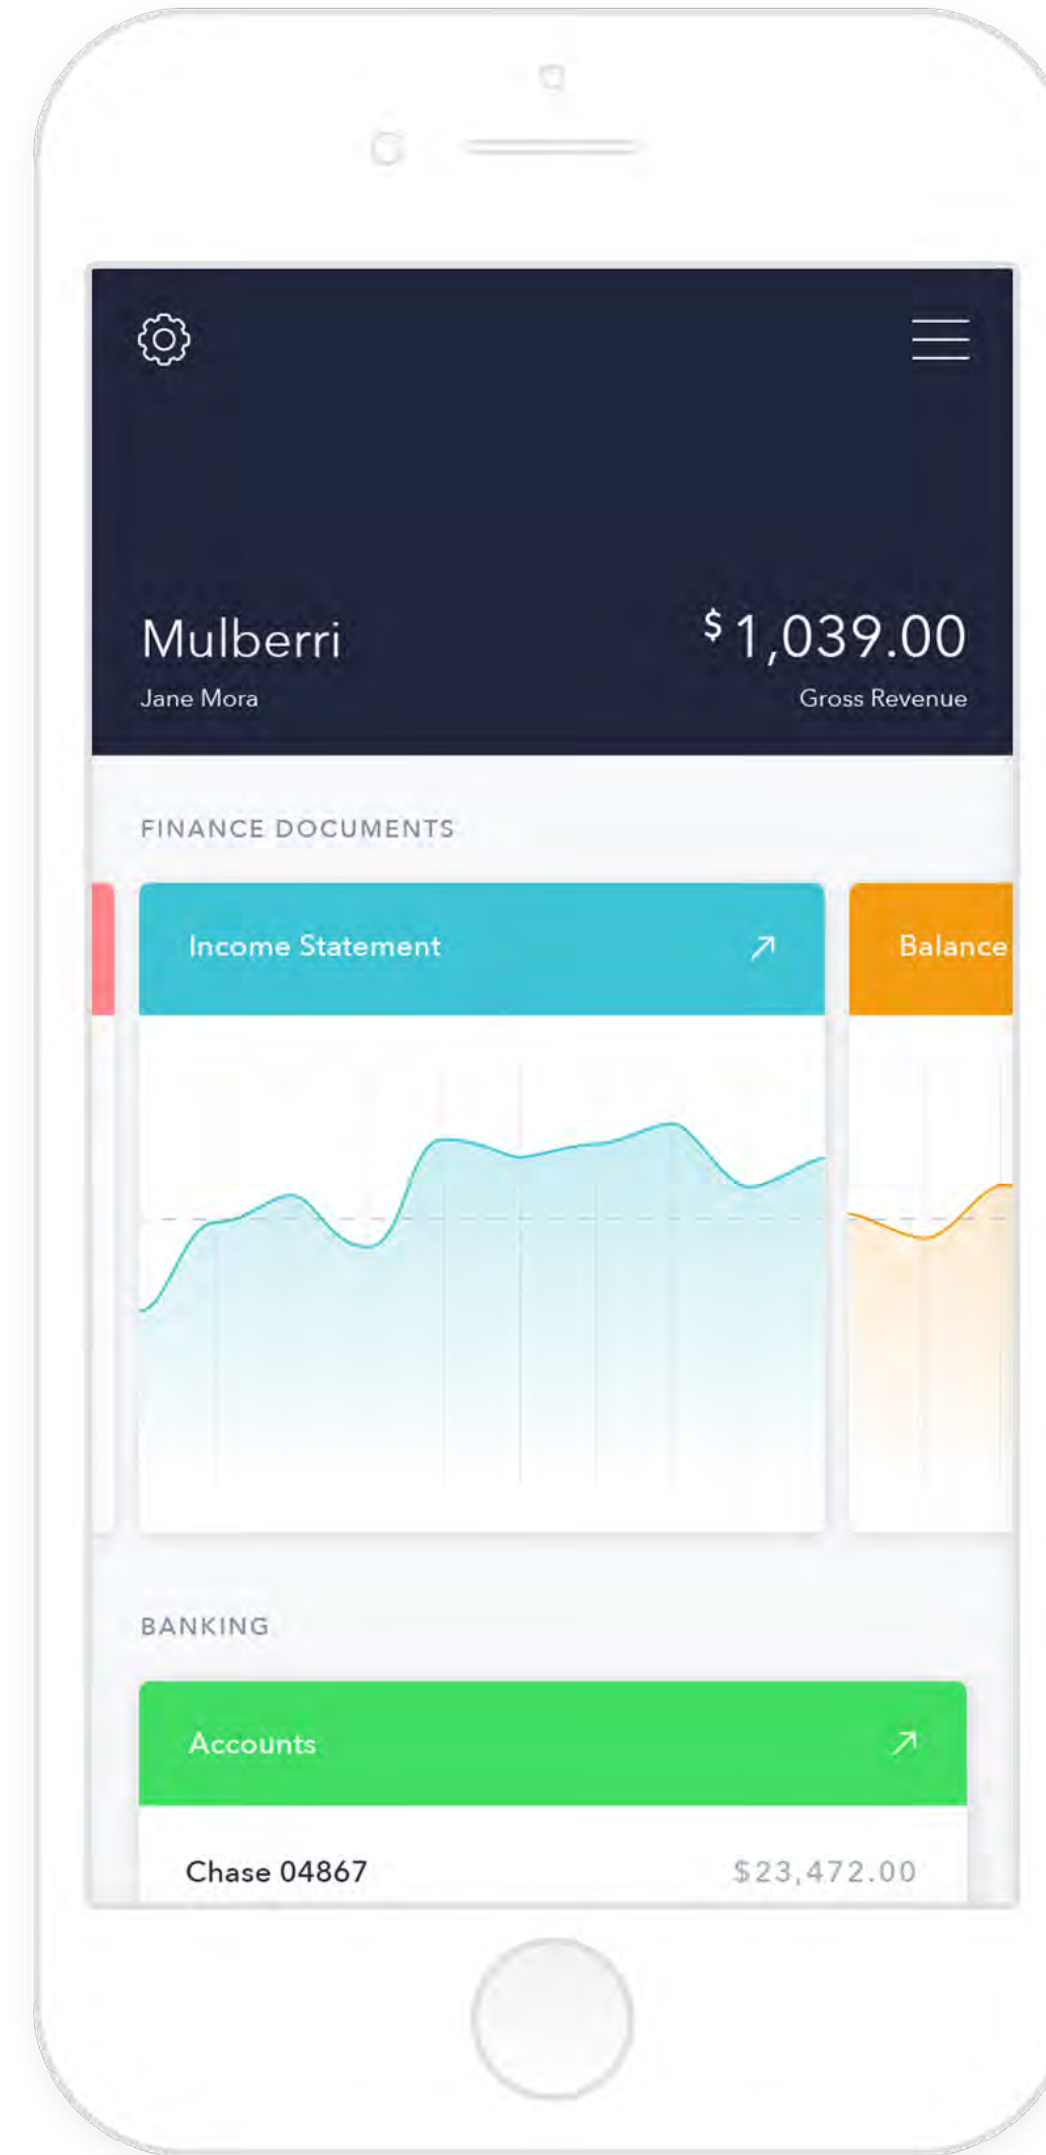 Mulberri
$1,039.00
Jane Mora
Gross Revenue
FINANCE DOCUMENTS
Income Statement
Balance
BANKING
Accounts
Chase 04867
$23,472.00